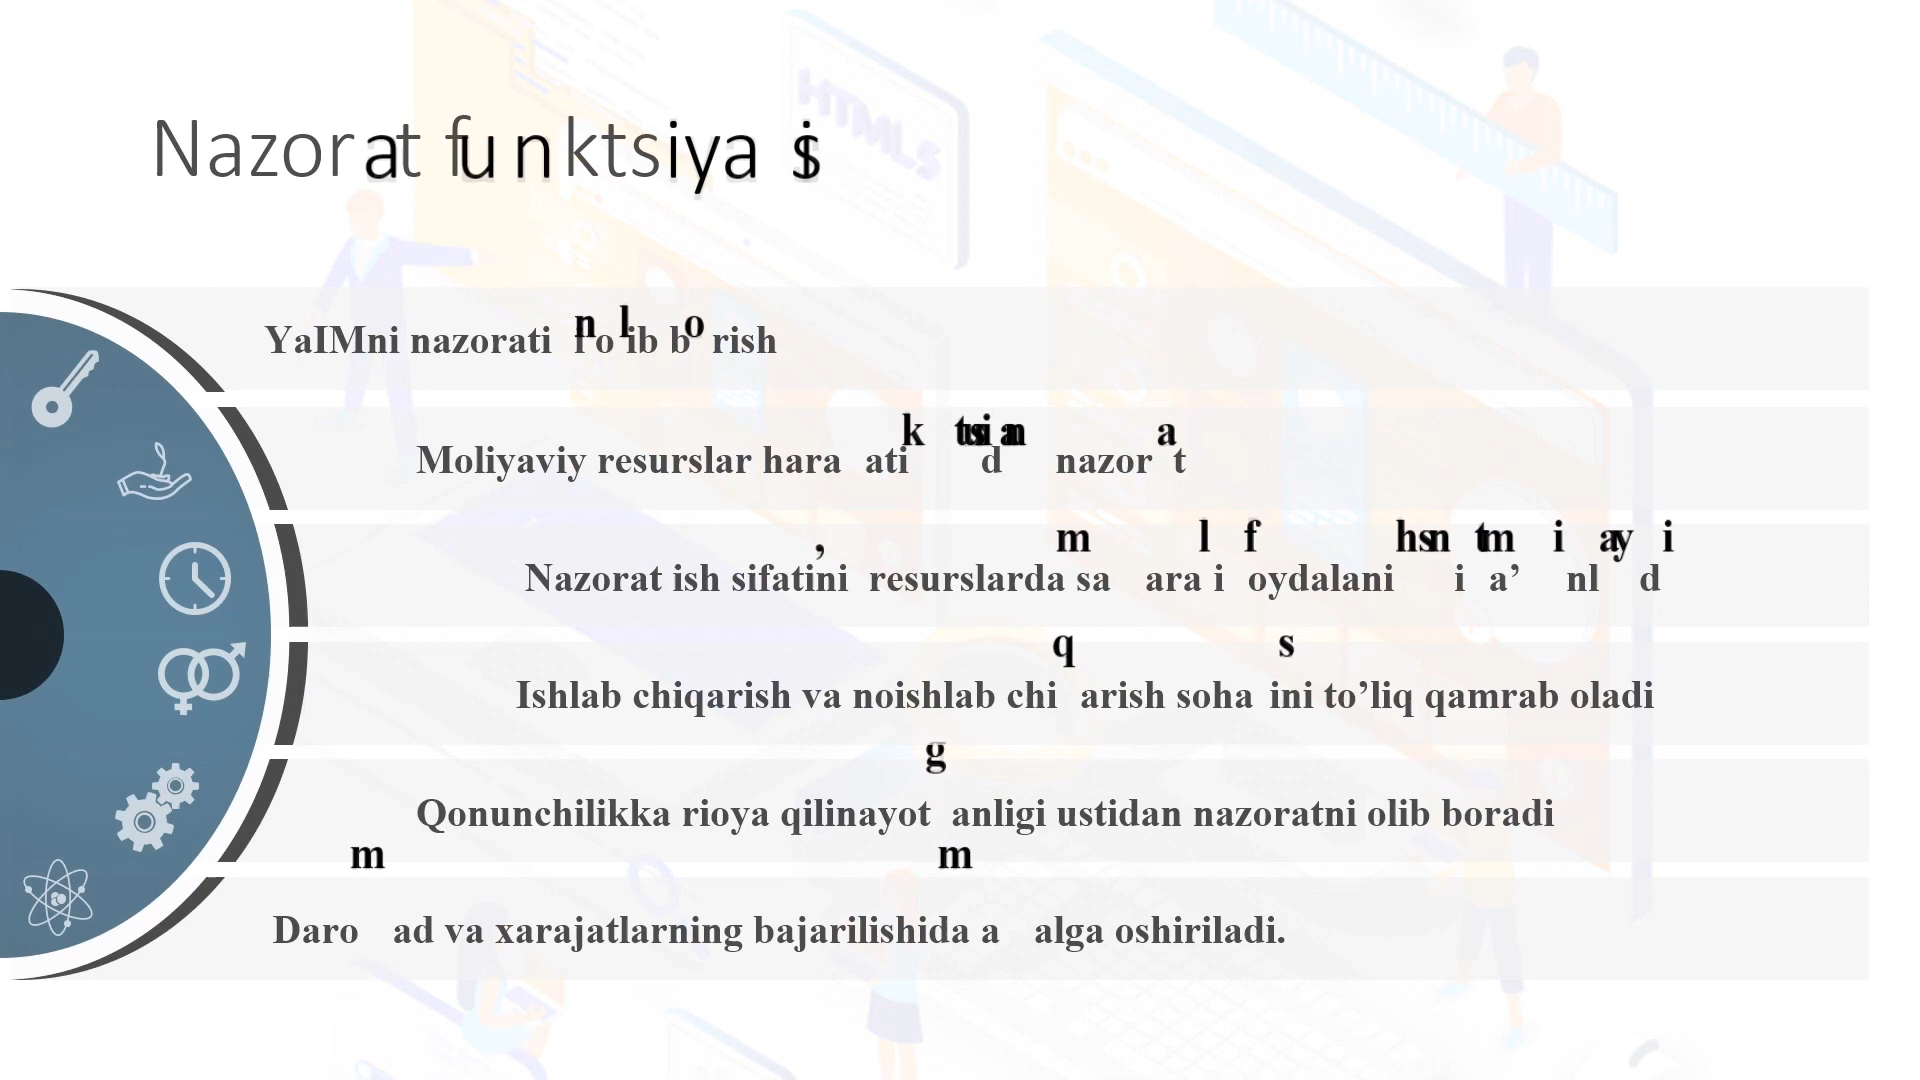 Nazorat funktsiyasi
HTML5
YaIMni nazoratini olib borish
Moliyaviy resurslar harakati ustidan nazorat
Nazorat ish sifatini, resurslarda samarali foydalanishni ta’minlaydi
Ishlab chiqarish va noishlab chiqarish sohasini to’liq qamrab oladi
Qonunchilikka rioya qilinayotganligi ustidan nazoratni olib boradi
Daromad va xarajatlarning bajarilishida amalga oshiriladi.